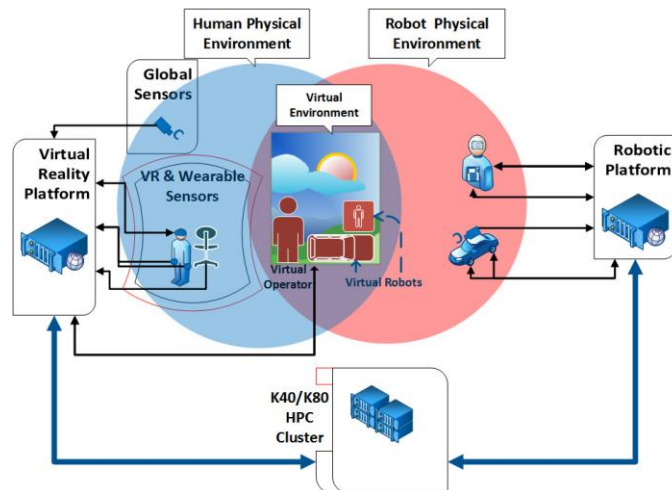 Human Physical
Environment
Robot Physical
Environment
Global
Sensors
Virtual
Environment
Virtual
Reality
Platform
VR & Wearable
Sensors
Robotic
Platform
Virtual
Operator
Virtual Robots
K40/K80
HPC
Cluster